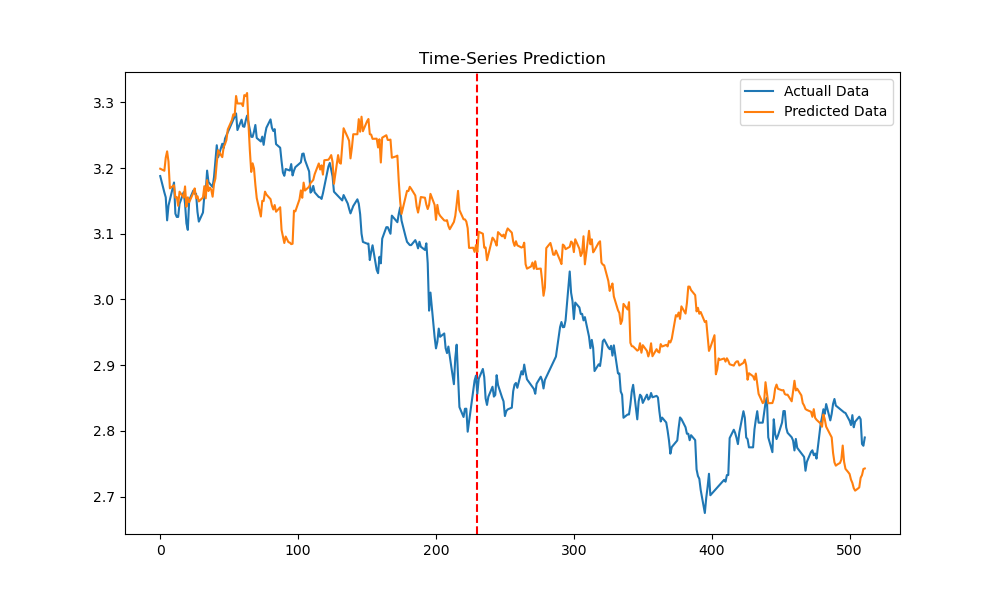 Time-Series Prediction
Actuall Data
Predicted Data
3.3
3.2
3.1
3.0
2.9
2.8
2.7
0 100 200 300 400 500